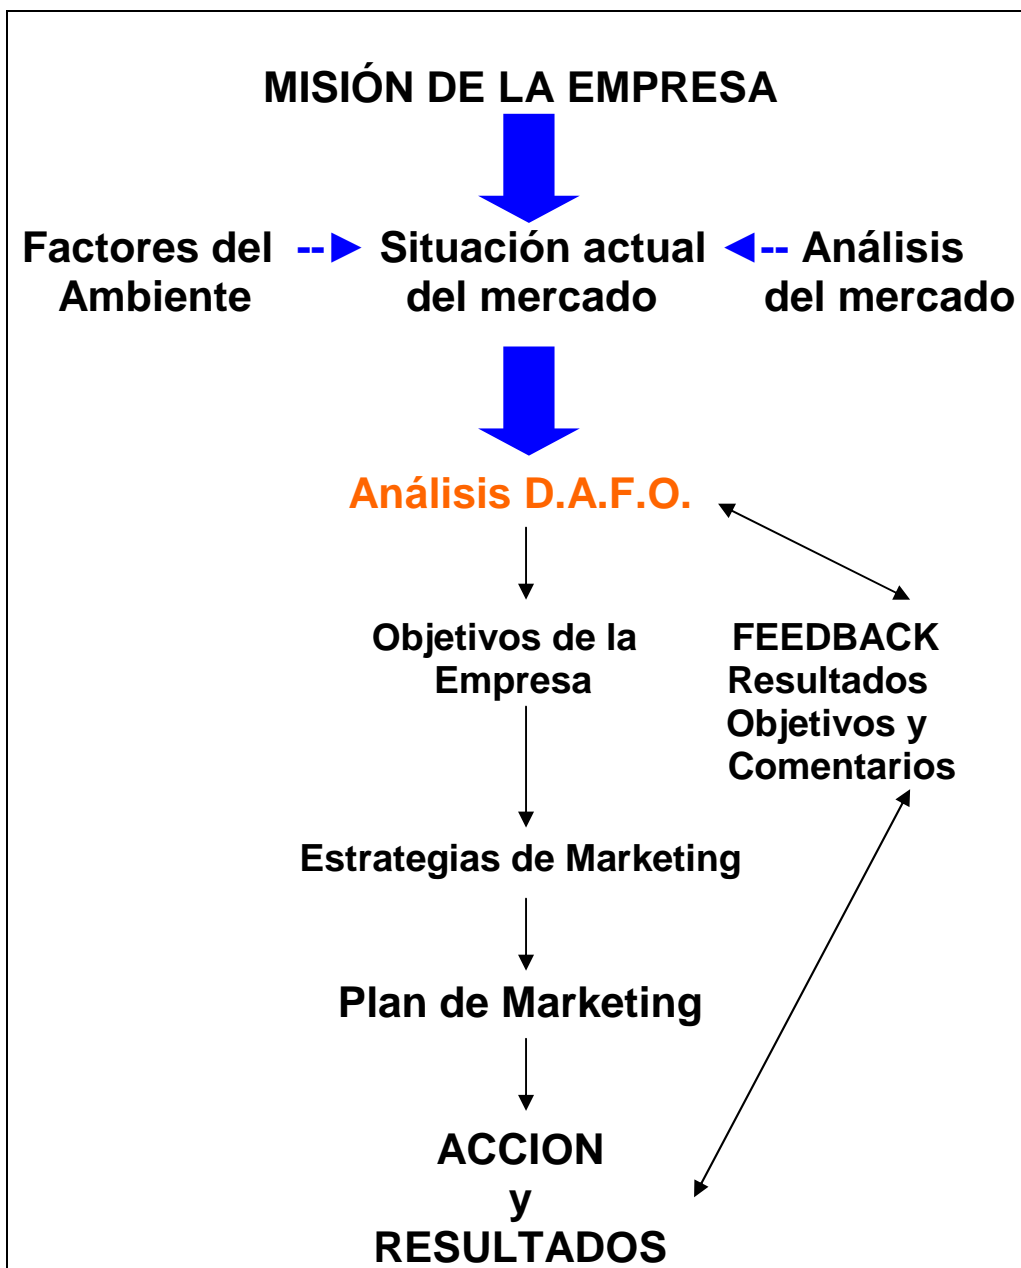 MISIÓN DE LA EMPRESA
Factores del --► Situación actual ◄-- Análisis
Ambiente del mercado del mercado
Análisis D.A.F.O.
Objetivos de la FEEDBACK
Empresa Resultados
Objetivos y
Comentarios
Estrategias de Marketing
Plan de Marketing
ACCION
y
RESULTADOS